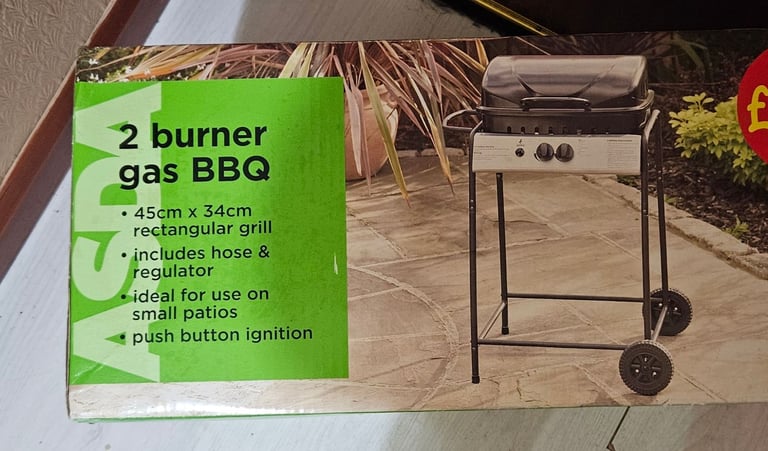 ASDA
2 burner
gas BBQ
• 45cm x 34cm
rectangular grill
• includes hose &
regulator
• ideal for use on
small patios
• push button ignition
£